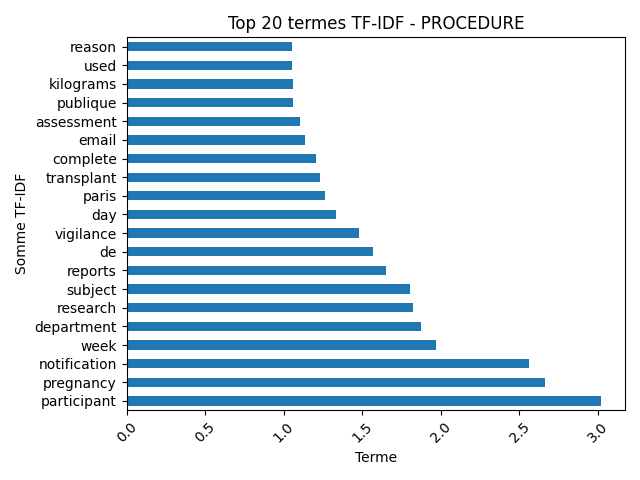 Top 20 termes TF-IDF - PROCEDURE
reason
used
kilograms
publique
assessment
email
complete
transplant
paris
day
vigilance
de
reports
subject
research
department
week
notification
pregnancy
participant
Somme TF-IDF
0.0
0.5
1.0
1.5
2.0
2.5
3.0
Terme